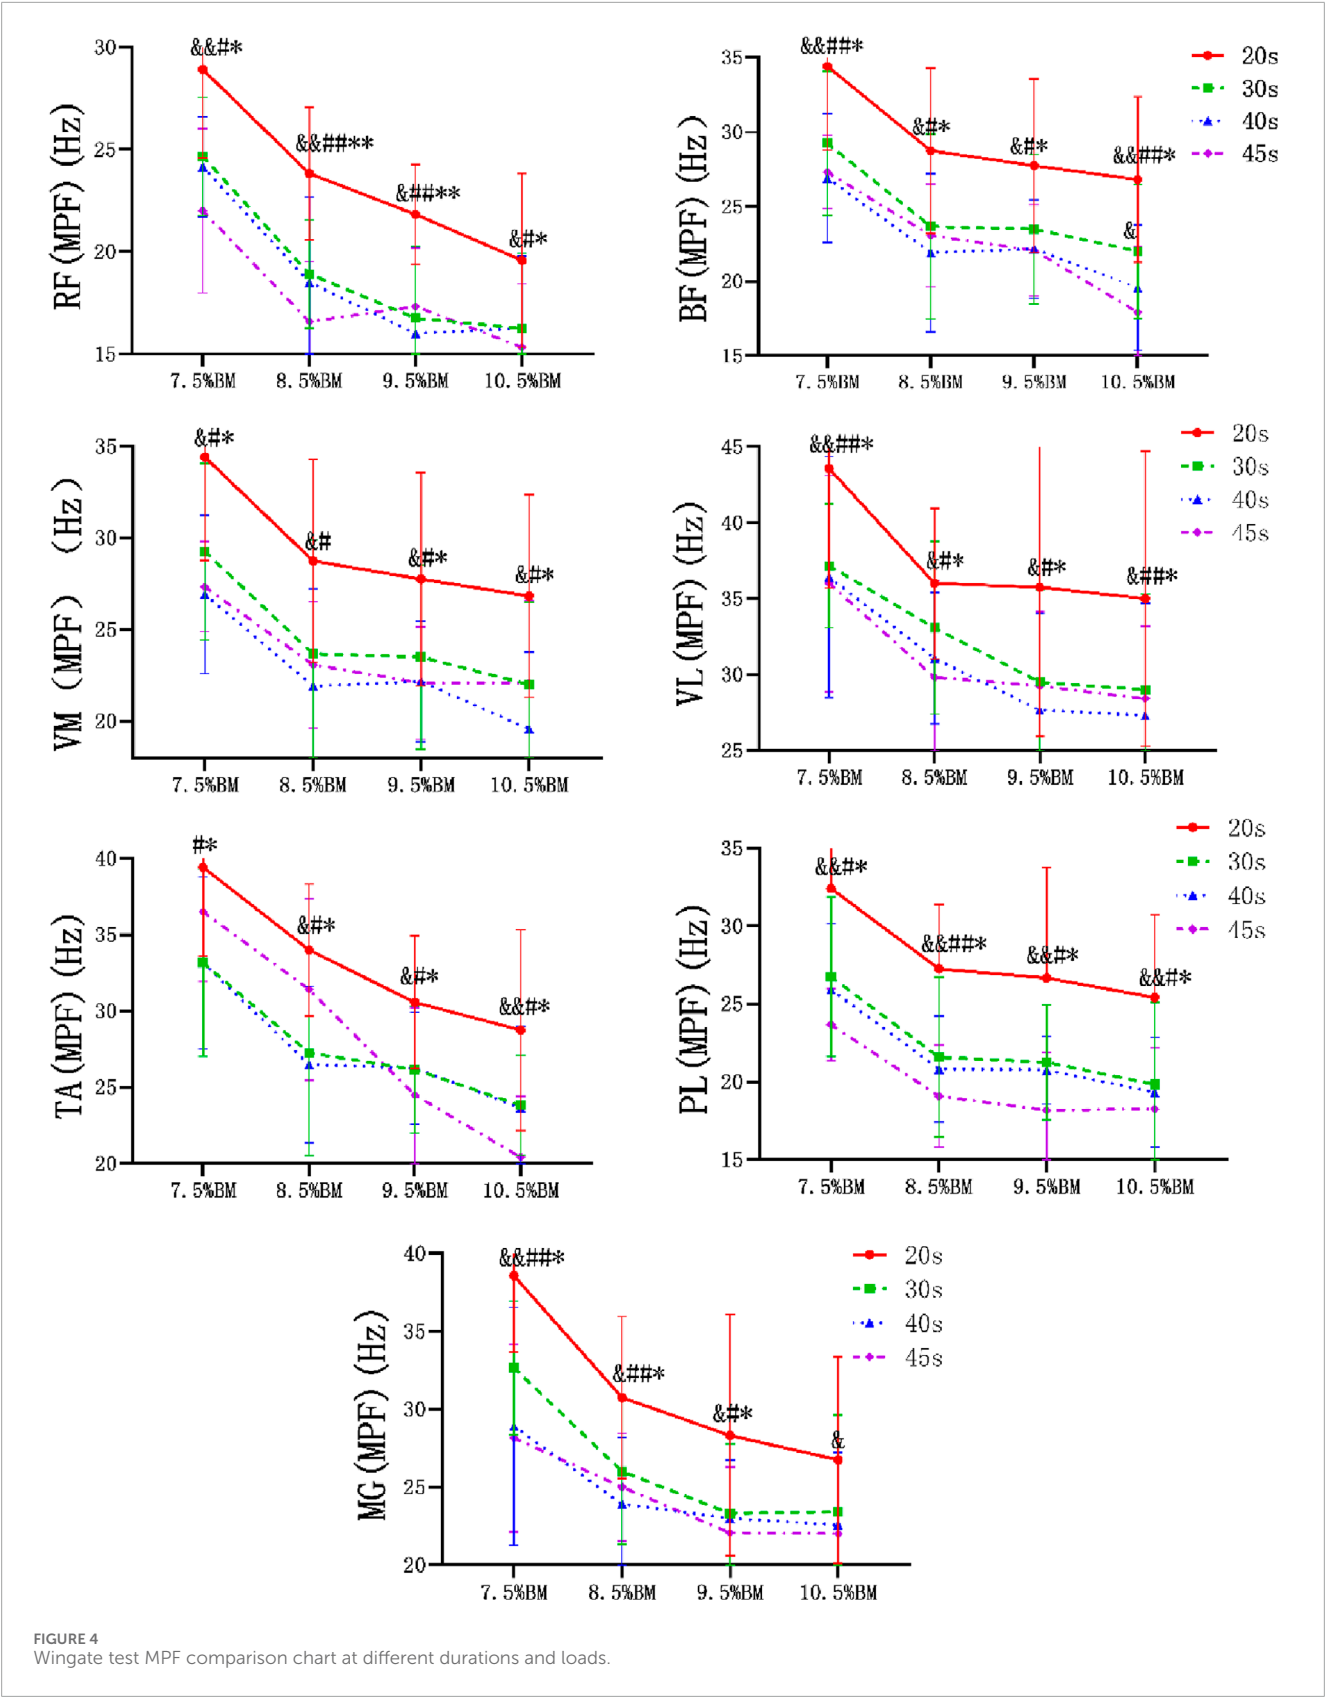 RF(MPF)(Hz)
30
25
20
15
&&#*
&&##**
&##**
&#*
7.5%BM 8.5%BM 9.5%BM 10.5%BM
BF(MPF)(Hz)
35
30
25
20
15
&&##*
&#*
&#*
&&##*
&
7.5%BM 8.5%BM 9.5%BM 10.5%BM
20s
30s
40s
45s
VM (MPF) (Hz)
35
30
25
20
&#*
&#
&#*
&#*
7.5%BM 8.5%BM 9.5%BM 10.5%BM
VL(MPF)(Hz)
45
40
35
30
25
&&##*
&#*
&#*
&##*
7.5%BM 8.5%BM 9.5%BM 10.5%BM
20s
30s
40s
45s
TA(MPF)(Hz)
40
35
30
25
20
#*
&#*
&#*
&&#*
7.5%BM 8.5%BM 9.5%BM 10.5%BM
PL(MPF)(Hz)
35
30
25
20
15
&&#*
&&##*
&&#*
&&#*
7.5%BM 8.5%BM 9.5%BM 10.5%BM
20s
30s
40s
45s
MG(MPF)(Hz)
40
35
30
25
20
&&##*
&##*
&#*
&
7.5%BM 8.5%BM 9.5%BM 10.5%BM
20s
30s
40s
45s
FIGURE 4
Wingate test MPF comparison chart at different durations and loads.